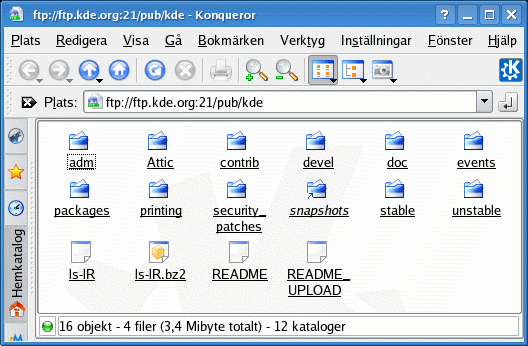 ftp://ftp.kde.org:21/pub/kde - Konqueror
Plats Redigera Visa Gå Bokmärken Verktyg Inställningar Fönster Hjälp
Plats: ftp://ftp.kde.org:21/pub/kde
adm Attic contrib devel doc events
packages printing security_ snapshots stable unstable
patches
ls-lR ls-lR.bz2 README README_
UPLOAD
Hemkatalog
16 objekt - 4 filer (3,4 Mibyte totalt) - 12 kataloger